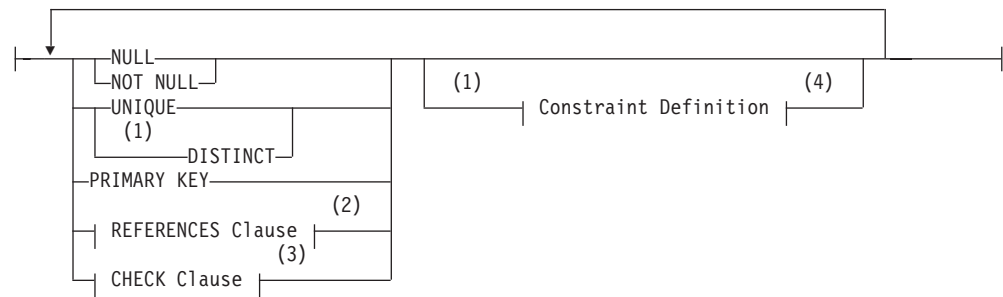 NULL
NOT NULL
(1) (4)
UNIQUE
Constraint Definition
(1)
DISTINCT
PRIMARY KEY
(2)
REFERENCES Clause
(3)
CHECK Clause